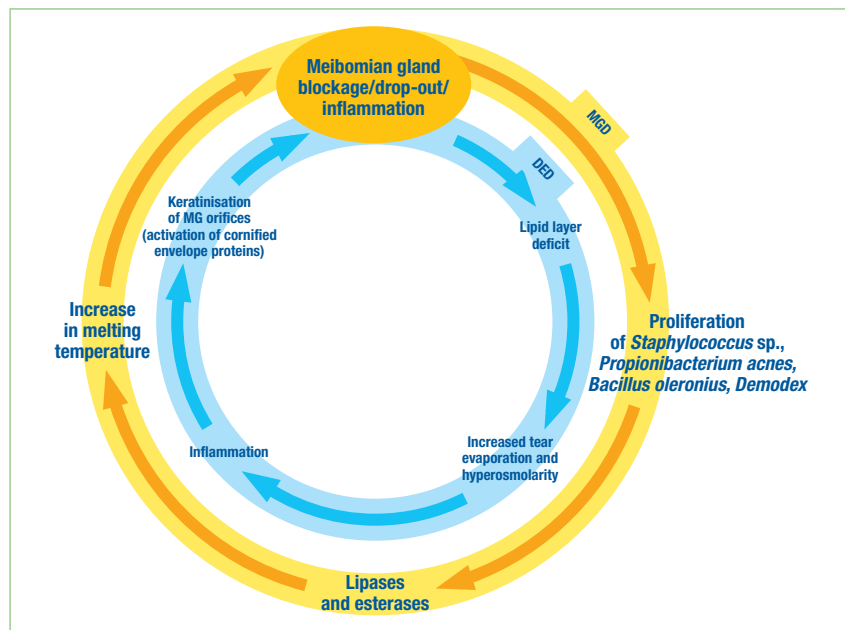 Meibomian gland
blockage/drop-out/
inflammation
MGD
DED
Keratinisation
of MG orifices
(activation of cornified
envelope proteins)
Lipid layer
deficit
Increase
in melting
temperature
Proliferation
of Staphylococcus sp.,
Propionibacterium acnes,
Bacillus oleronius, Demodex
Inflammation
Increased tear
evaporation and
hyperosmolarity
Lipases
and esterases